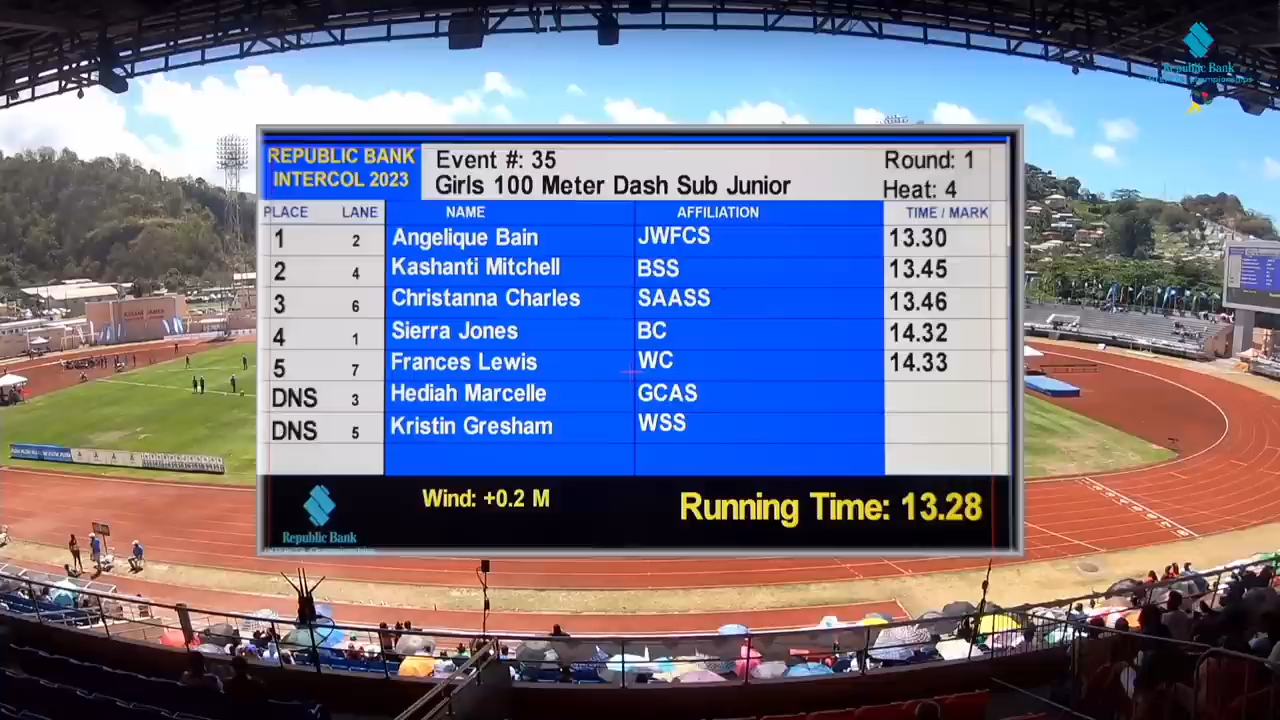 Republic Bank
REPUBLIC BANK
INTERCOL 2023
Event #: 35
Girls 100 Meter Dash Sub Junior
Round: 1
Heat: 4
PLACE LANE NAME AFFILIATION TIME / MARK
1 2 Angelique Bain JWFCS 13.30
2 4 Kashanti Mitchell BSS 13.45
3 6 Christanna Charles SAASS 13.46
4 1 Sierra Jones BC 14.32
5 7 Frances Lewis WC 14.33
DNS 3 Hediah Marcelle GCAS
DNS 5 Kristin Gresham WSS
Wind: +0.2 M
Running Time: 13.28
Republic Bank